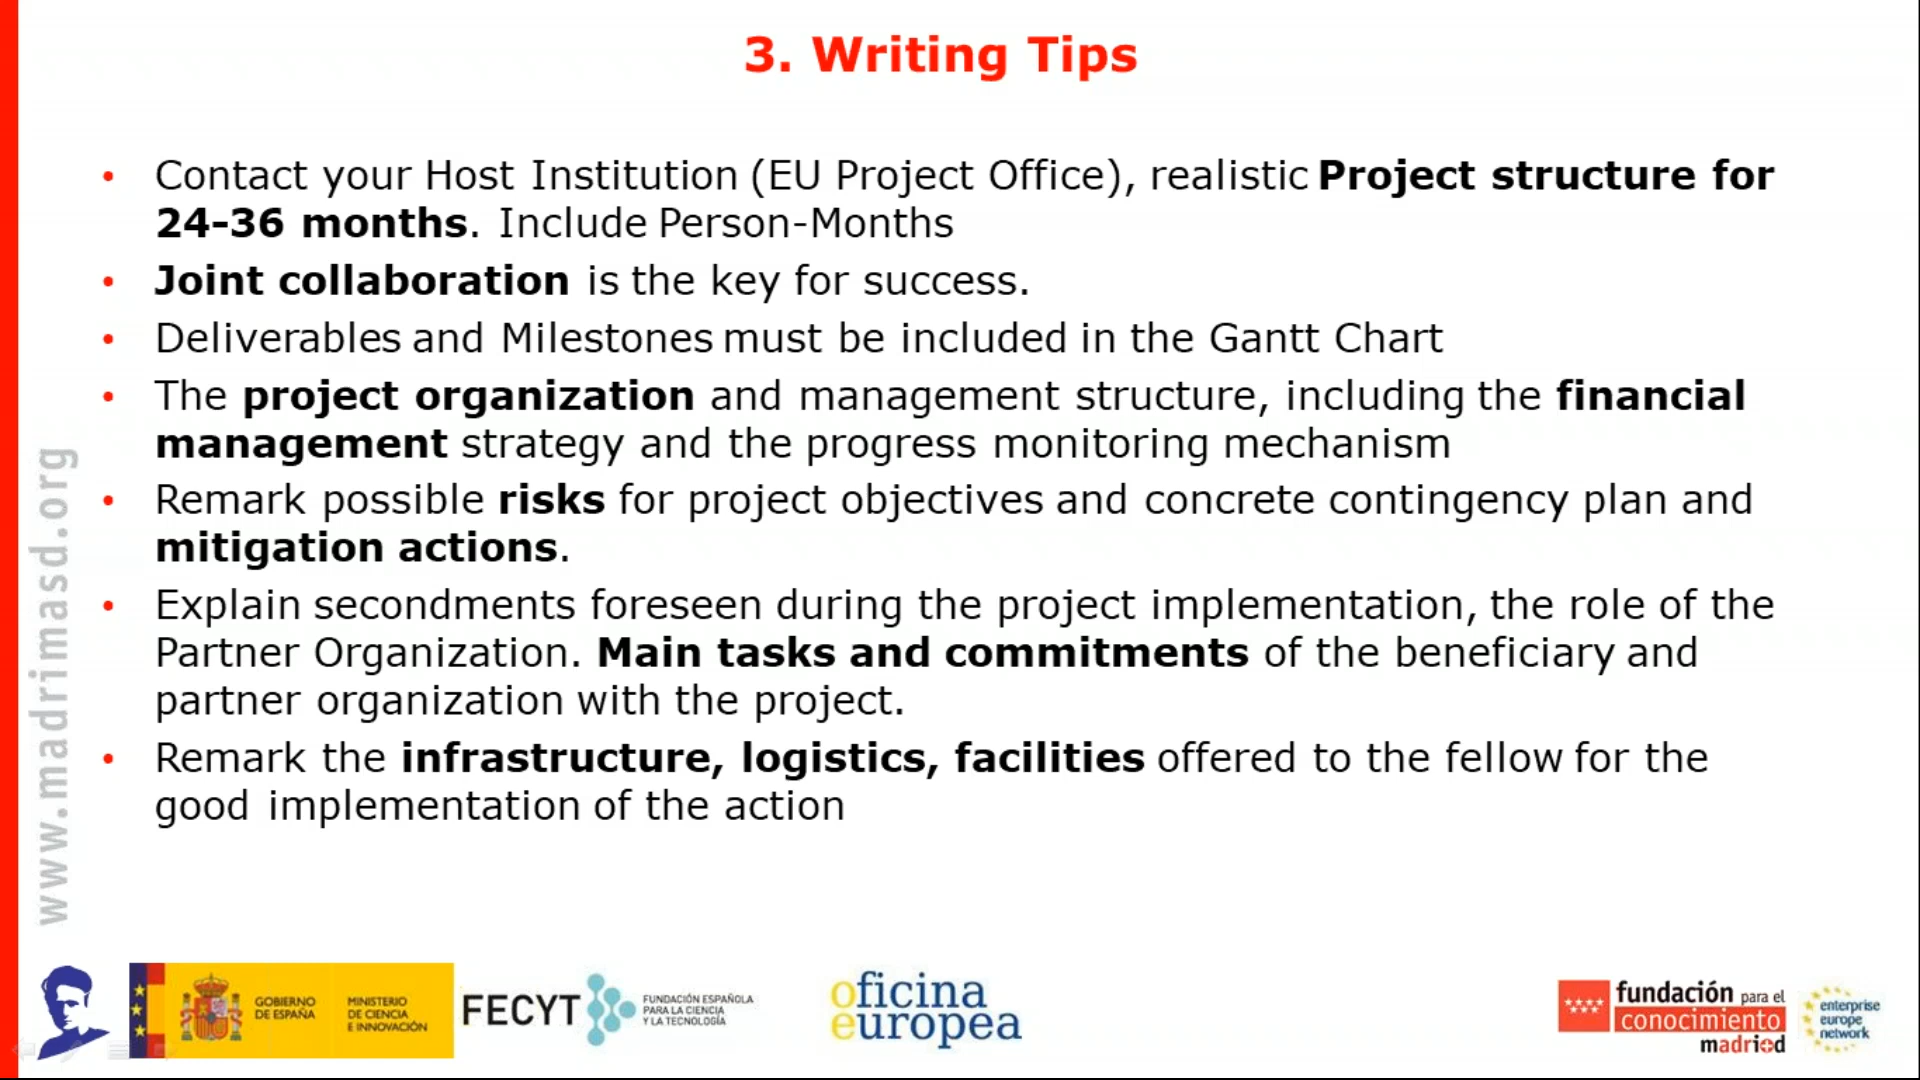 3. Writing Tips
• Contact your Host Institution (EU Project Office), realistic Project structure for
24-36 months. Include Person-Months
• Joint collaboration is the key for success.
• Deliverables and Milestones must be included in the Gantt Chart
• The project organization and management structure, including the financial
management strategy and the progress monitoring mechanism
• Remark possible risks for project objectives and concrete contingency plan and
mitigation actions.
• Explain secondments foreseen during the project implementation, the role of the
Partner Organization. Main tasks and commitments of the beneficiary and
partner organization with the project.
• Remark the infrastructure, logistics, facilities offered to the fellow for the
good implementation of the action
www.madrimasd.org
GOBIERNO
DE ESPAÑA
MINISTERIO
DE CIENCIA
E INNOVACIÓN
FECYT
FUNDACIÓN ESPAÑOLA
PARA LA CIENCIA
Y LA TECNOLOGÍA
oficina
europea
fundación para el
conocimiento
madri+d
enterprise
europe
network